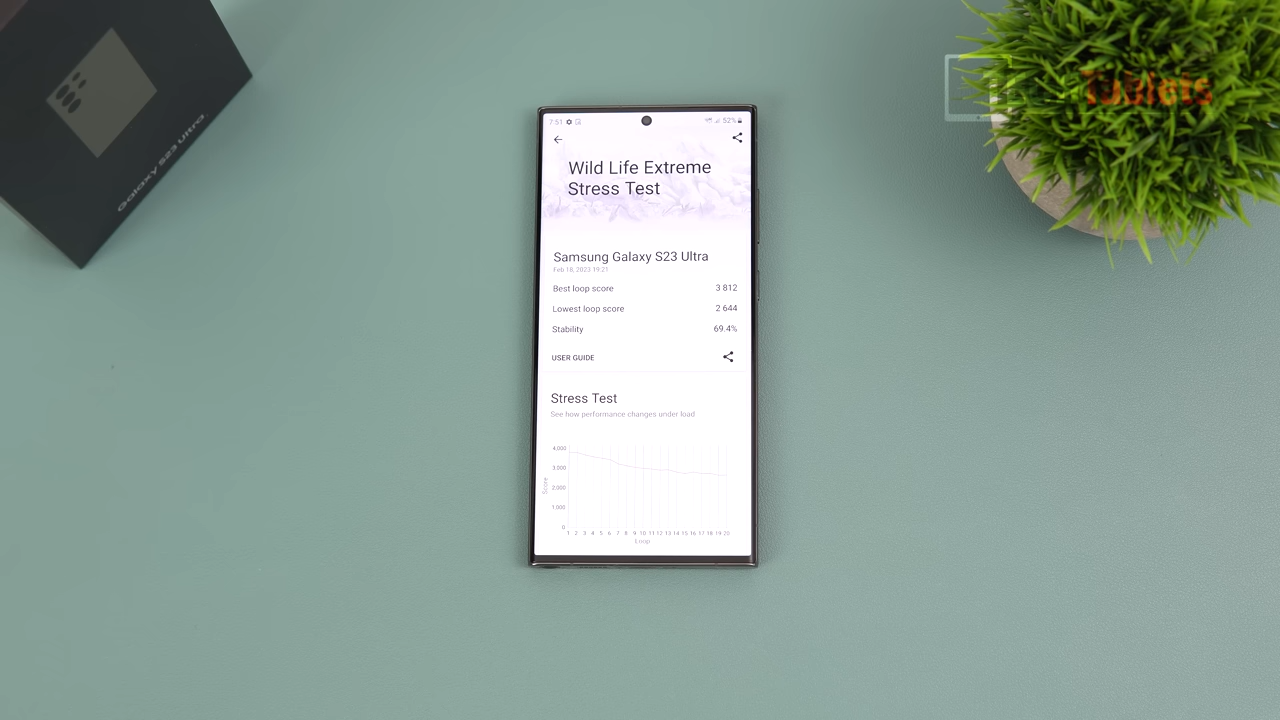 Galaxy S23 Ultra
Tablets
7:51
52%
Wild Life Extreme
Stress Test
Samsung Galaxy S23 Ultra
Feb 18, 2023 19:21
Best loop score 3 812
Lowest loop score 2 644
Stability 69.4%
USER GUIDE
Stress Test
See how performance changes under load
4,000
3,000
2,000
1,000
0
Score
1 2 3 4 5 6 7 8 9 10 11 12 13 14 15 16 17 18 19 20
Loop